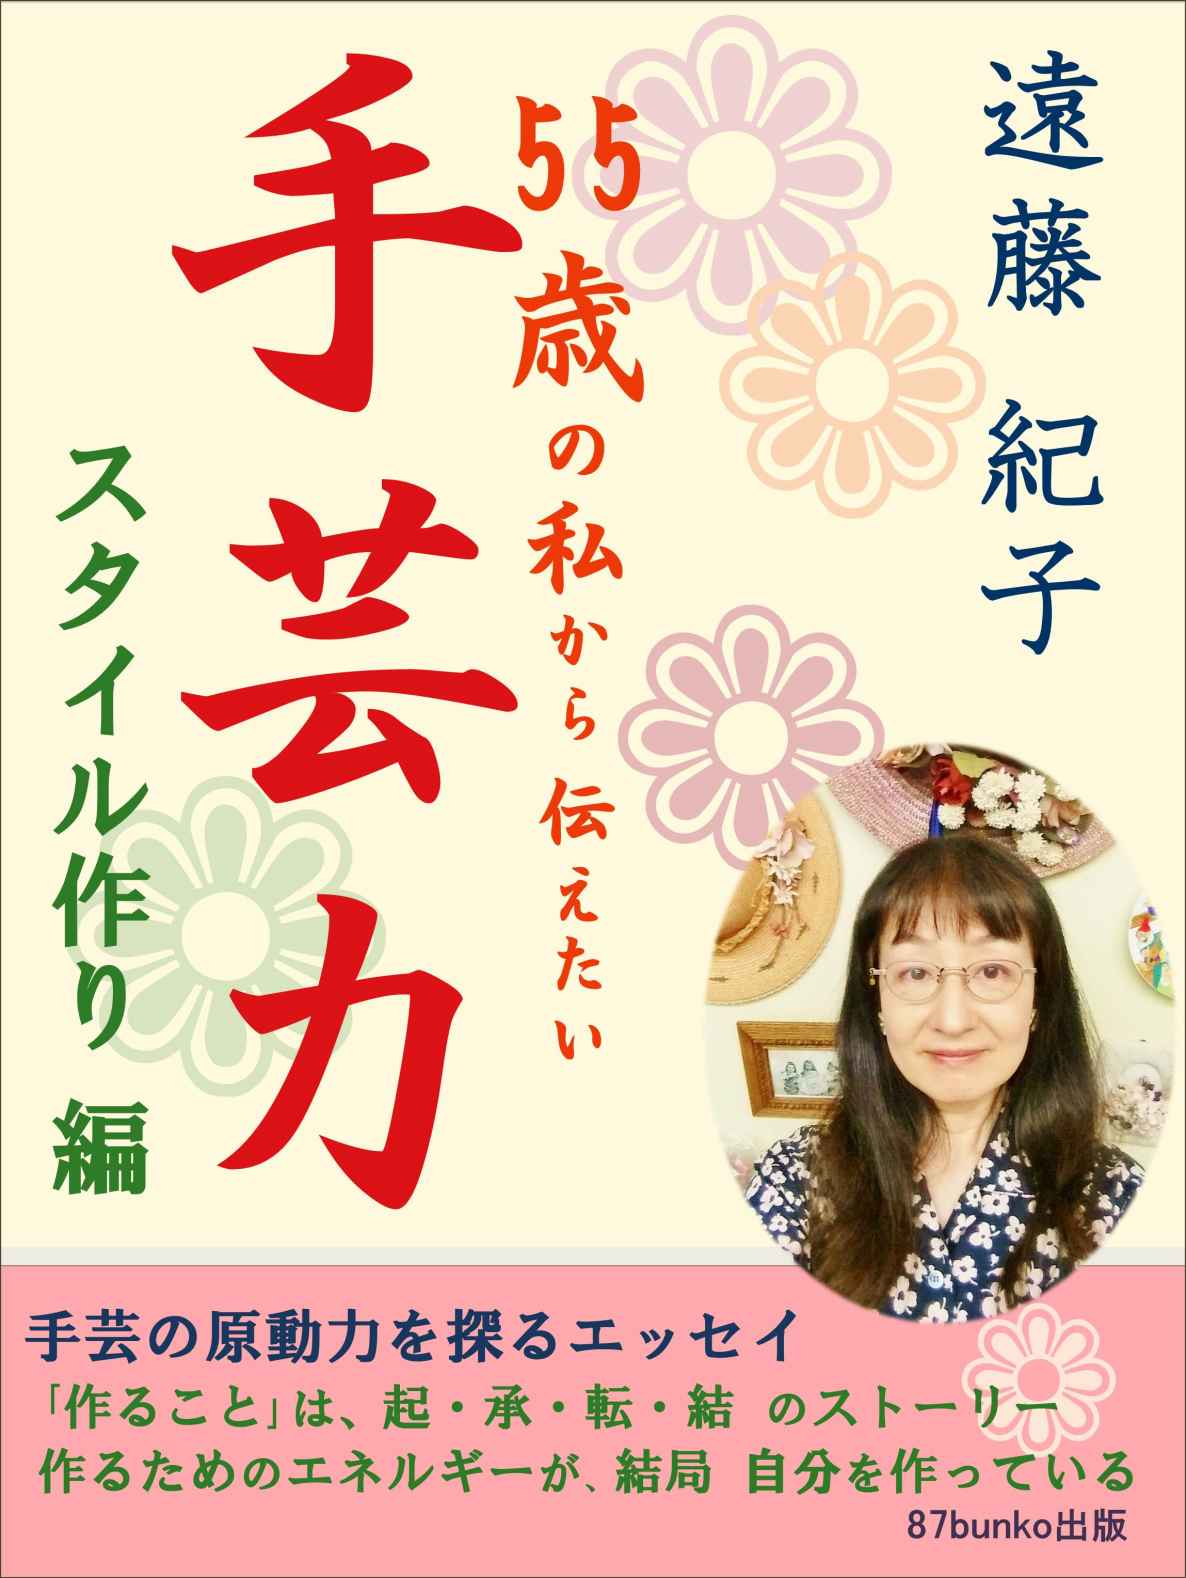 遠藤 紀子
55歳の私から 伝えたい
手芸力
スタイル作り 編
手芸の原動力を探るエッセイ
「作ること」は、起・承・転・結 のストーリー
作るためのエネルギーが、結局 自分を作っている
87bunko出版